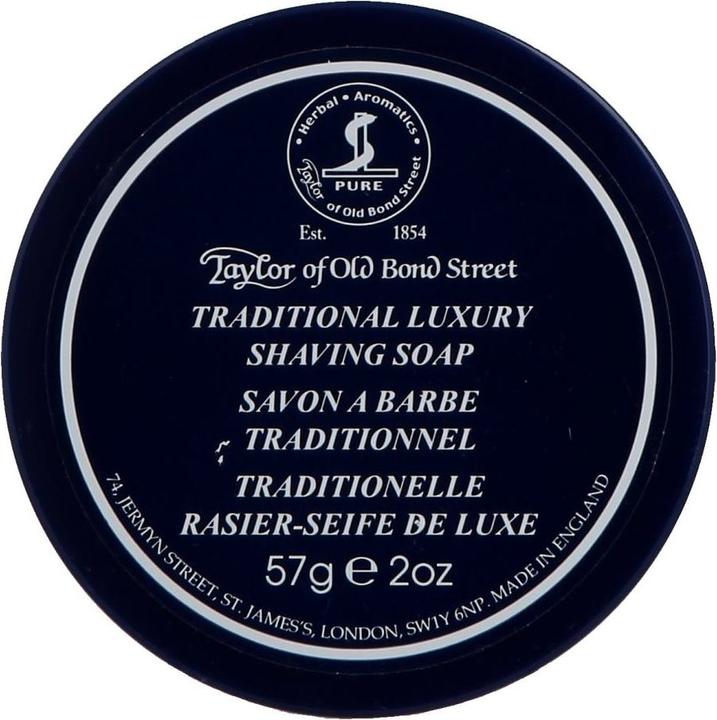 Herbal • Aromatics
PURE
Taylor of Old Bond Street
Est. 1854
Taylor of Old Bond Street
TRADITIONAL LUXURY
SHAVING SOAP
SAVON A BARBE
TRADITIONNEL
TRADITIONELLE
RASIER-SEIFE DE LUXE
57g e 2oz
74, JERMYN STREET, ST. JAMES'S, LONDON, SW1Y 6NP. MADE IN ENGLAND